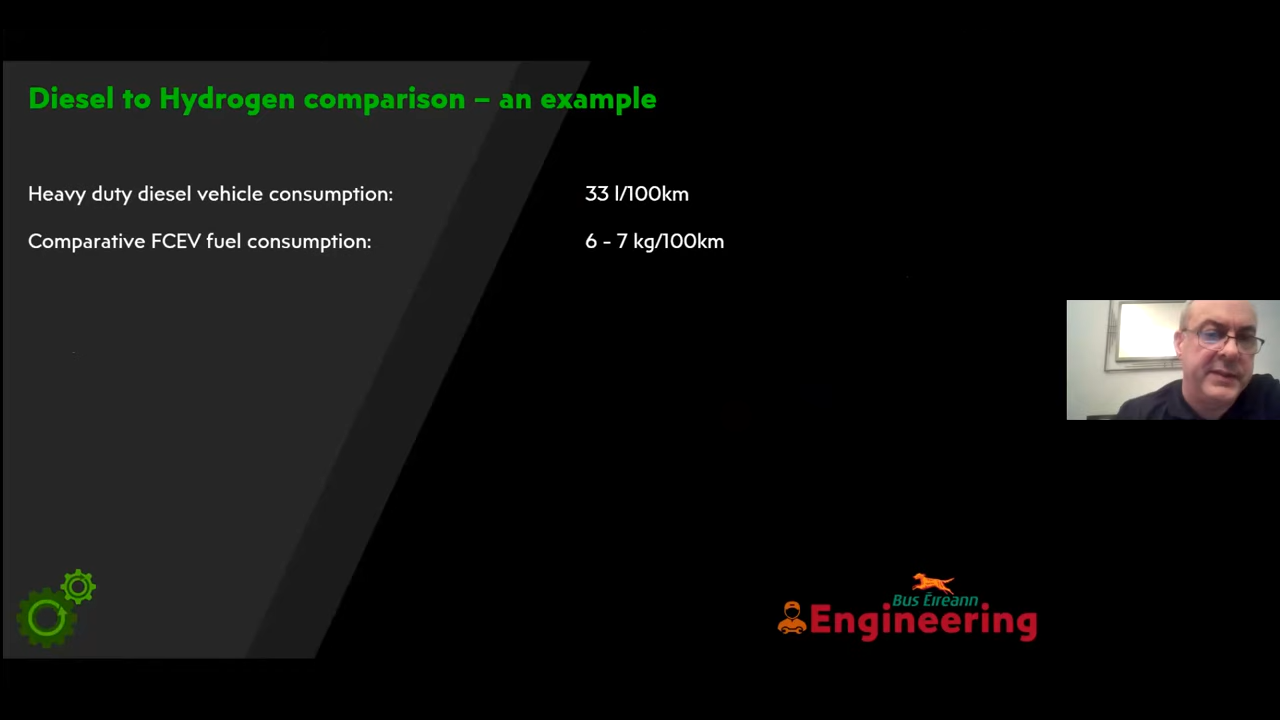 Diesel to Hydrogen comparison – an example
Heavy duty diesel vehicle consumption: 33 l/100km
Comparative FCEV fuel consumption: 6 - 7 kg/100km
Bus Éireann
Engineering